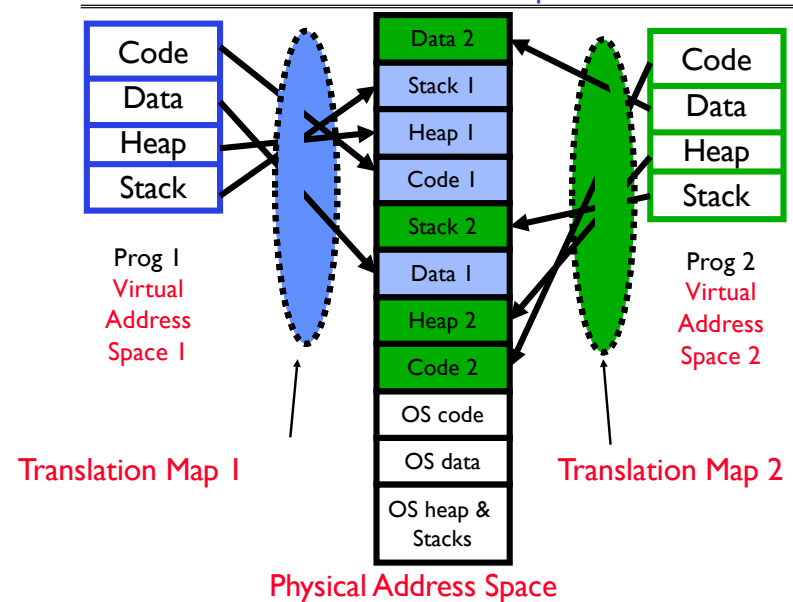 Code
Data
Heap
Stack
Prog 1
Virtual
Address
Space 1
Translation Map 1
Data 2
Stack 1
Heap 1
Code 1
Stack 2
Data 1
Heap 2
Code 2
OS code
OS data
OS heap &
Stacks
Physical Address Space
Code
Data
Heap
Stack
Prog 2
Virtual
Address
Space 2
Translation Map 2